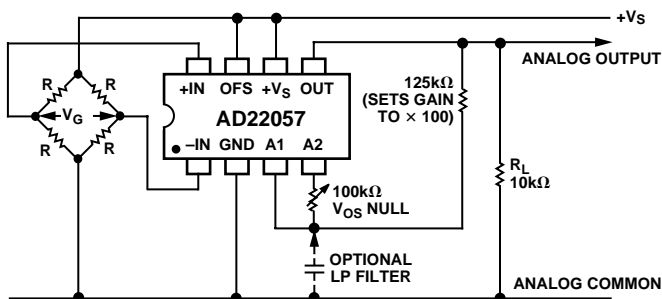 +VS
ANALOG OUTPUT
+IN OFS +VS OUT
125kΩ
(SETS GAIN
TO × 100)
AD22057
R R
VG
R R
–IN GND A1 A2
RL
10kΩ
100kΩ
VOS NULL
OPTIONAL
LP FILTER
ANALOG COMMON